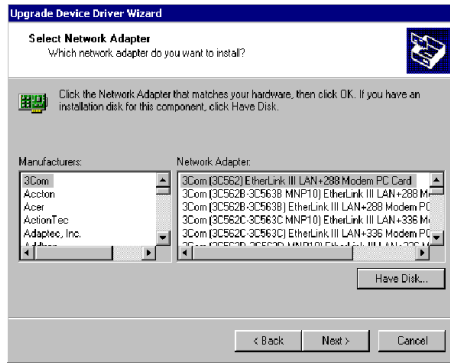 Upgrade Device Driver Wizard
Select Network Adapter
Which network adapter do you want to install?
Click the Network Adapter that matches your hardware, then click OK. If you have an
installation disk for this component, click Have Disk.
Manufacturers:
3Com
Accton
Acer
ActionTec
Adaptec, Inc.
Network Adapter:
3Com (3C562) EtherLink III LAN+288 Modem PC Card
3Com (3C562B-3C563B MNP10) EtherLink III LAN+288 M
3Com (3C562B-3C563B) EtherLink III LAN+288 Modem PC
3Com (3C562C-3C563C MNP10) EtherLink III LAN+336 M
3Com (3C562C-3C563C) EtherLink III LAN+336 Modem PC
Have Disk...
< Back
Next >
Cancel